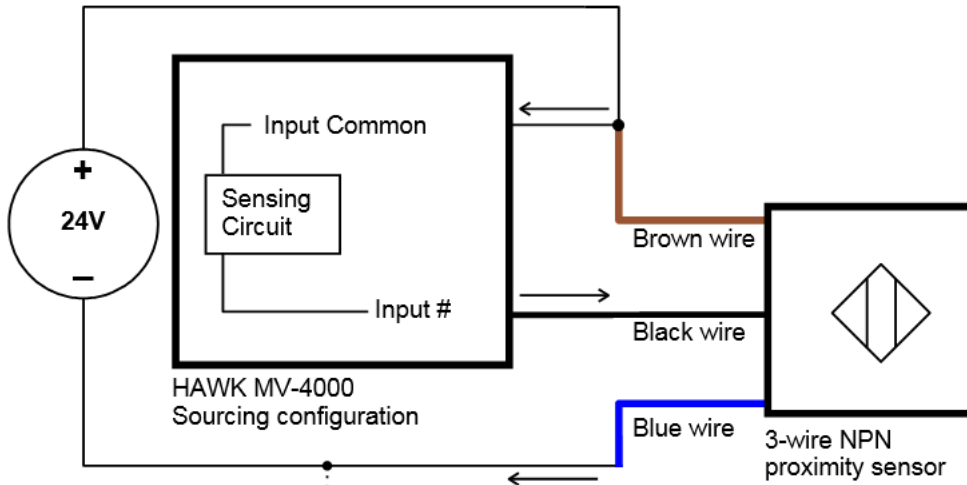 Input Common
+
24V
−
Sensing
Circuit
Brown wire
Input #
Black wire
HAWK MV-4000
Sourcing configuration
Blue wire
3-wire NPN
proximity sensor